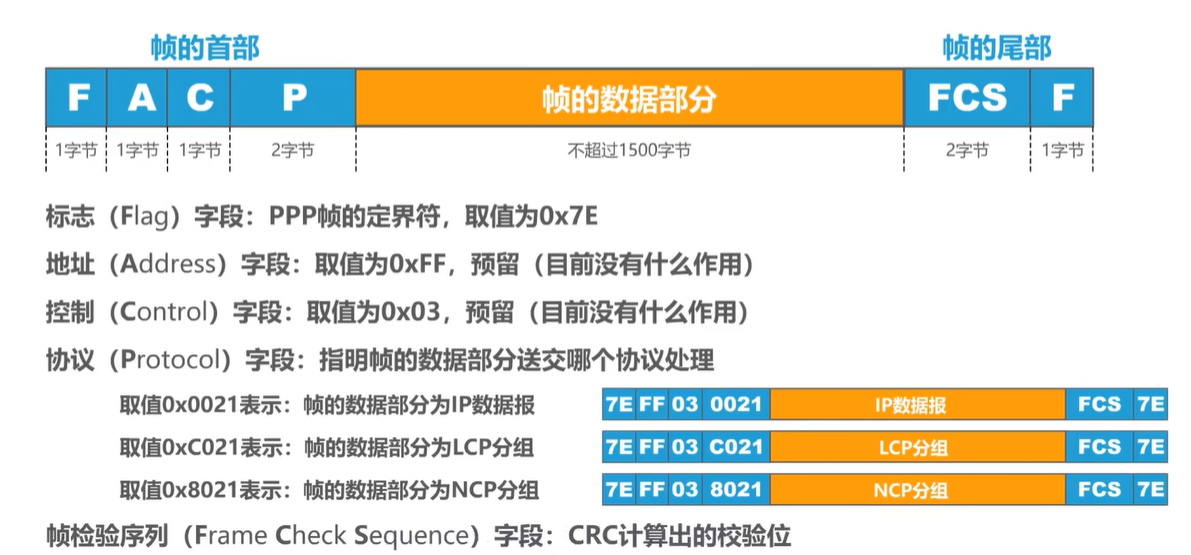 帧的首部 帧的尾部
F A C P 帧的数据部分 FCS F
1字节 1字节 1字节 2字节 不超过1500字节 2字节 1字节
标志（Flag）字段：PPP帧的定界符，取值为0x7E
地址（Address）字段：取值为0xFF，预留（目前没有什么作用）
控制（Control）字段：取值为0x03，预留（目前没有什么作用）
协议（Protocol）字段：指明帧的数据部分送交哪个协议处理
取值0x0021表示：帧的数据部分为IP数据报 7E FF 03 0021 IP数据报 FCS 7E
取值0xC021表示：帧的数据部分为LCP分组 7E FF 03 C021 LCP分组 FCS 7E
取值0x8021表示：帧的数据部分为NCP分组 7E FF 03 8021 NCP分组 FCS 7E
帧检验序列（Frame Check Sequence）字段：CRC计算出的校验位